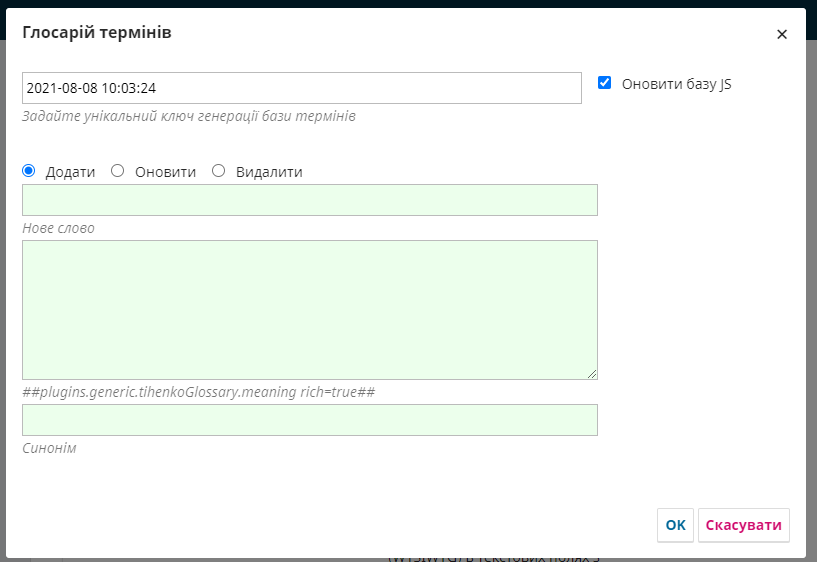 Глосарій термінів
2021-08-08 10:03:24
Оновити базу JS
Задайте унікальний ключ генерації бази термінів
Додати Оновити Видалити
Нове слово
##plugins.generic.tihenkoGlossary.meaning rich=true##
Синонім
OK Скасувати